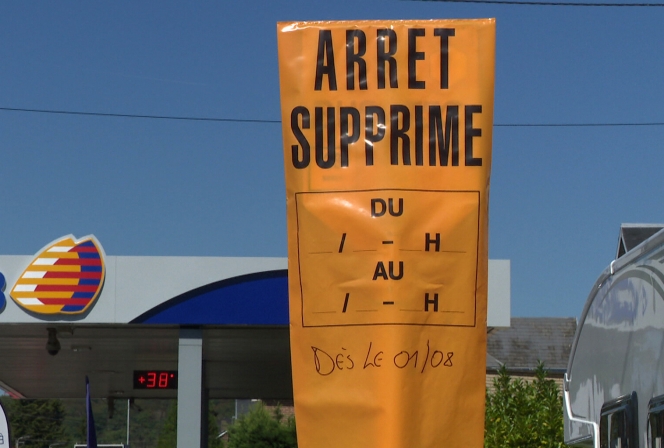 ARRET
SUPPRIME
DU
/ - H
AU
/ - H
DÈS LE 01/08
+38°